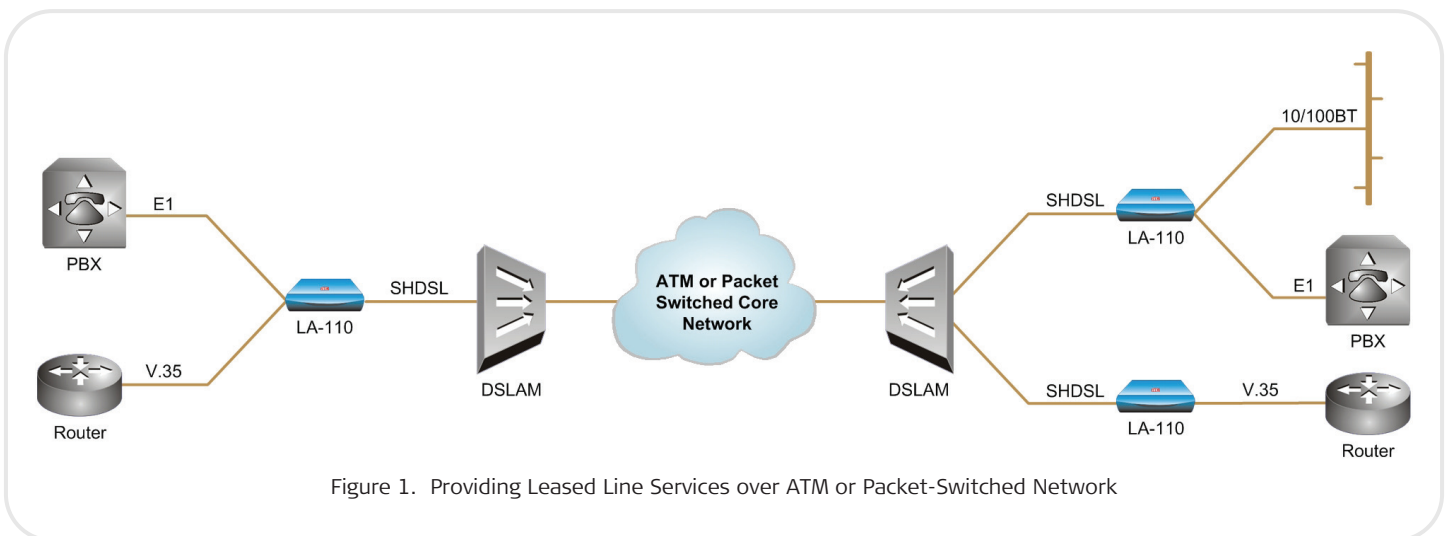 10/100BT
E1
SHDSL
LA-110
PBX
SHDSL
ATM or Packet
Switched Core
Network
E1
LA-110
PBX
V.35
DSLAM
DSLAM
SHDSL
V.35
Router
LA-110
Router
Figure 1. Providing Leased Line Services over ATM or Packet-Switched Network